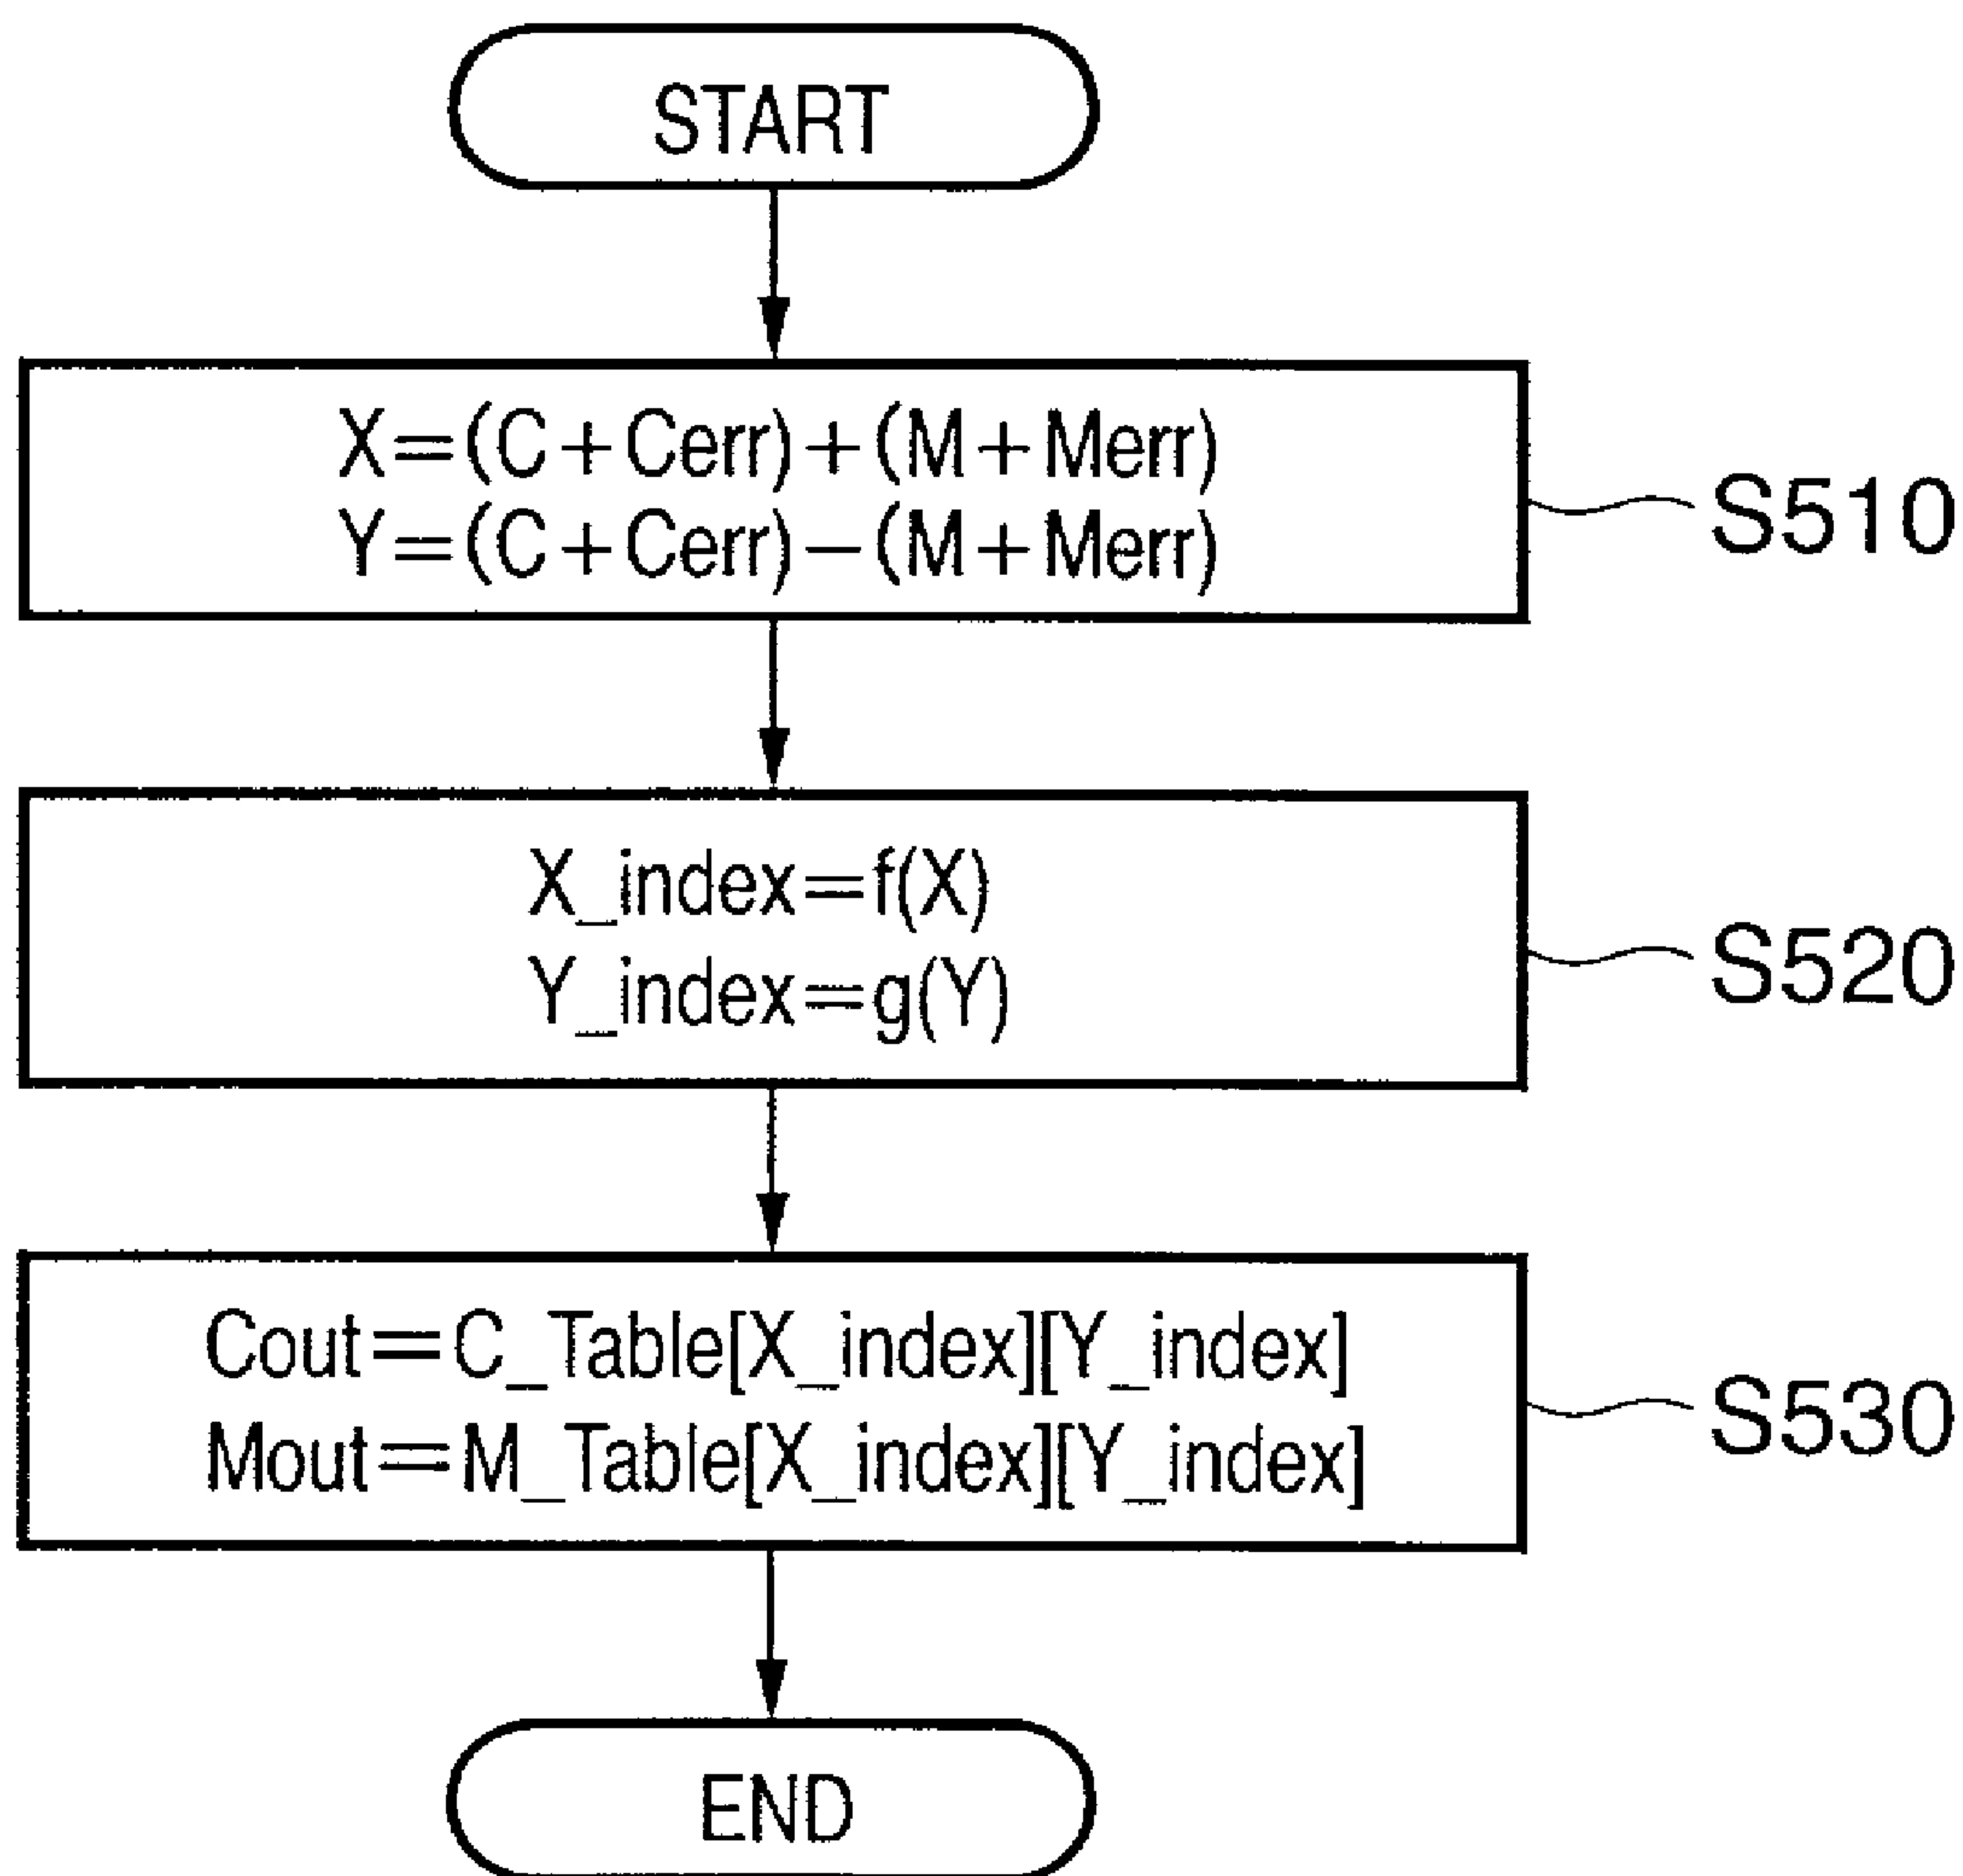 START
X=(C+Cerr)+(M+Merr)
Y=(C+Cerr)−(M+Merr)
S510
X_index=f(X)
Y_index=g(Y)
S520
Cout=C_Table[X_index][Y_index]
Mout=M_Table[X_index][Y_index]
S530
END